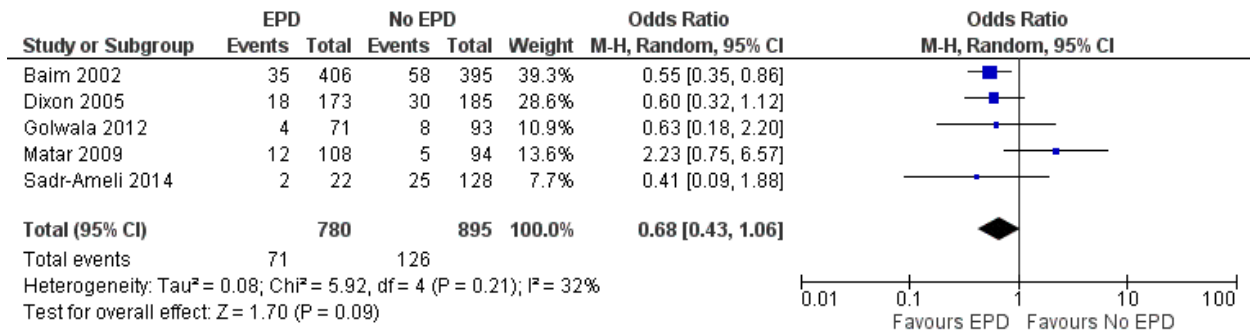 EPD No EPD Odds Ratio Odds Ratio
Study or Subgroup Events Total Events Total Weight M-H, Random, 95% CI M-H, Random, 95% CI
Baim 2002 35 406 58 395 39.3% 0.55 [0.35, 0.86]
Dixon 2005 18 173 30 185 28.6% 0.60 [0.32, 1.12]
Golwala 2012 4 71 8 93 10.9% 0.63 [0.18, 2.20]
Matar 2009 12 108 5 94 13.6% 2.23 [0.75, 6.57]
Sadr-Ameli 2014 2 22 25 128 7.7% 0.41 [0.09, 1.88]
Total (95% CI) 780 895 100.0% 0.68 [0.43, 1.06]
Total events 71 126
Heterogeneity: Tau² = 0.08; Chi² = 5.92, df = 4 (P = 0.21); I² = 32%
Test for overall effect: Z = 1.70 (P = 0.09)
0.01 0.1 1 10 100
Favours EPD Favours No EPD